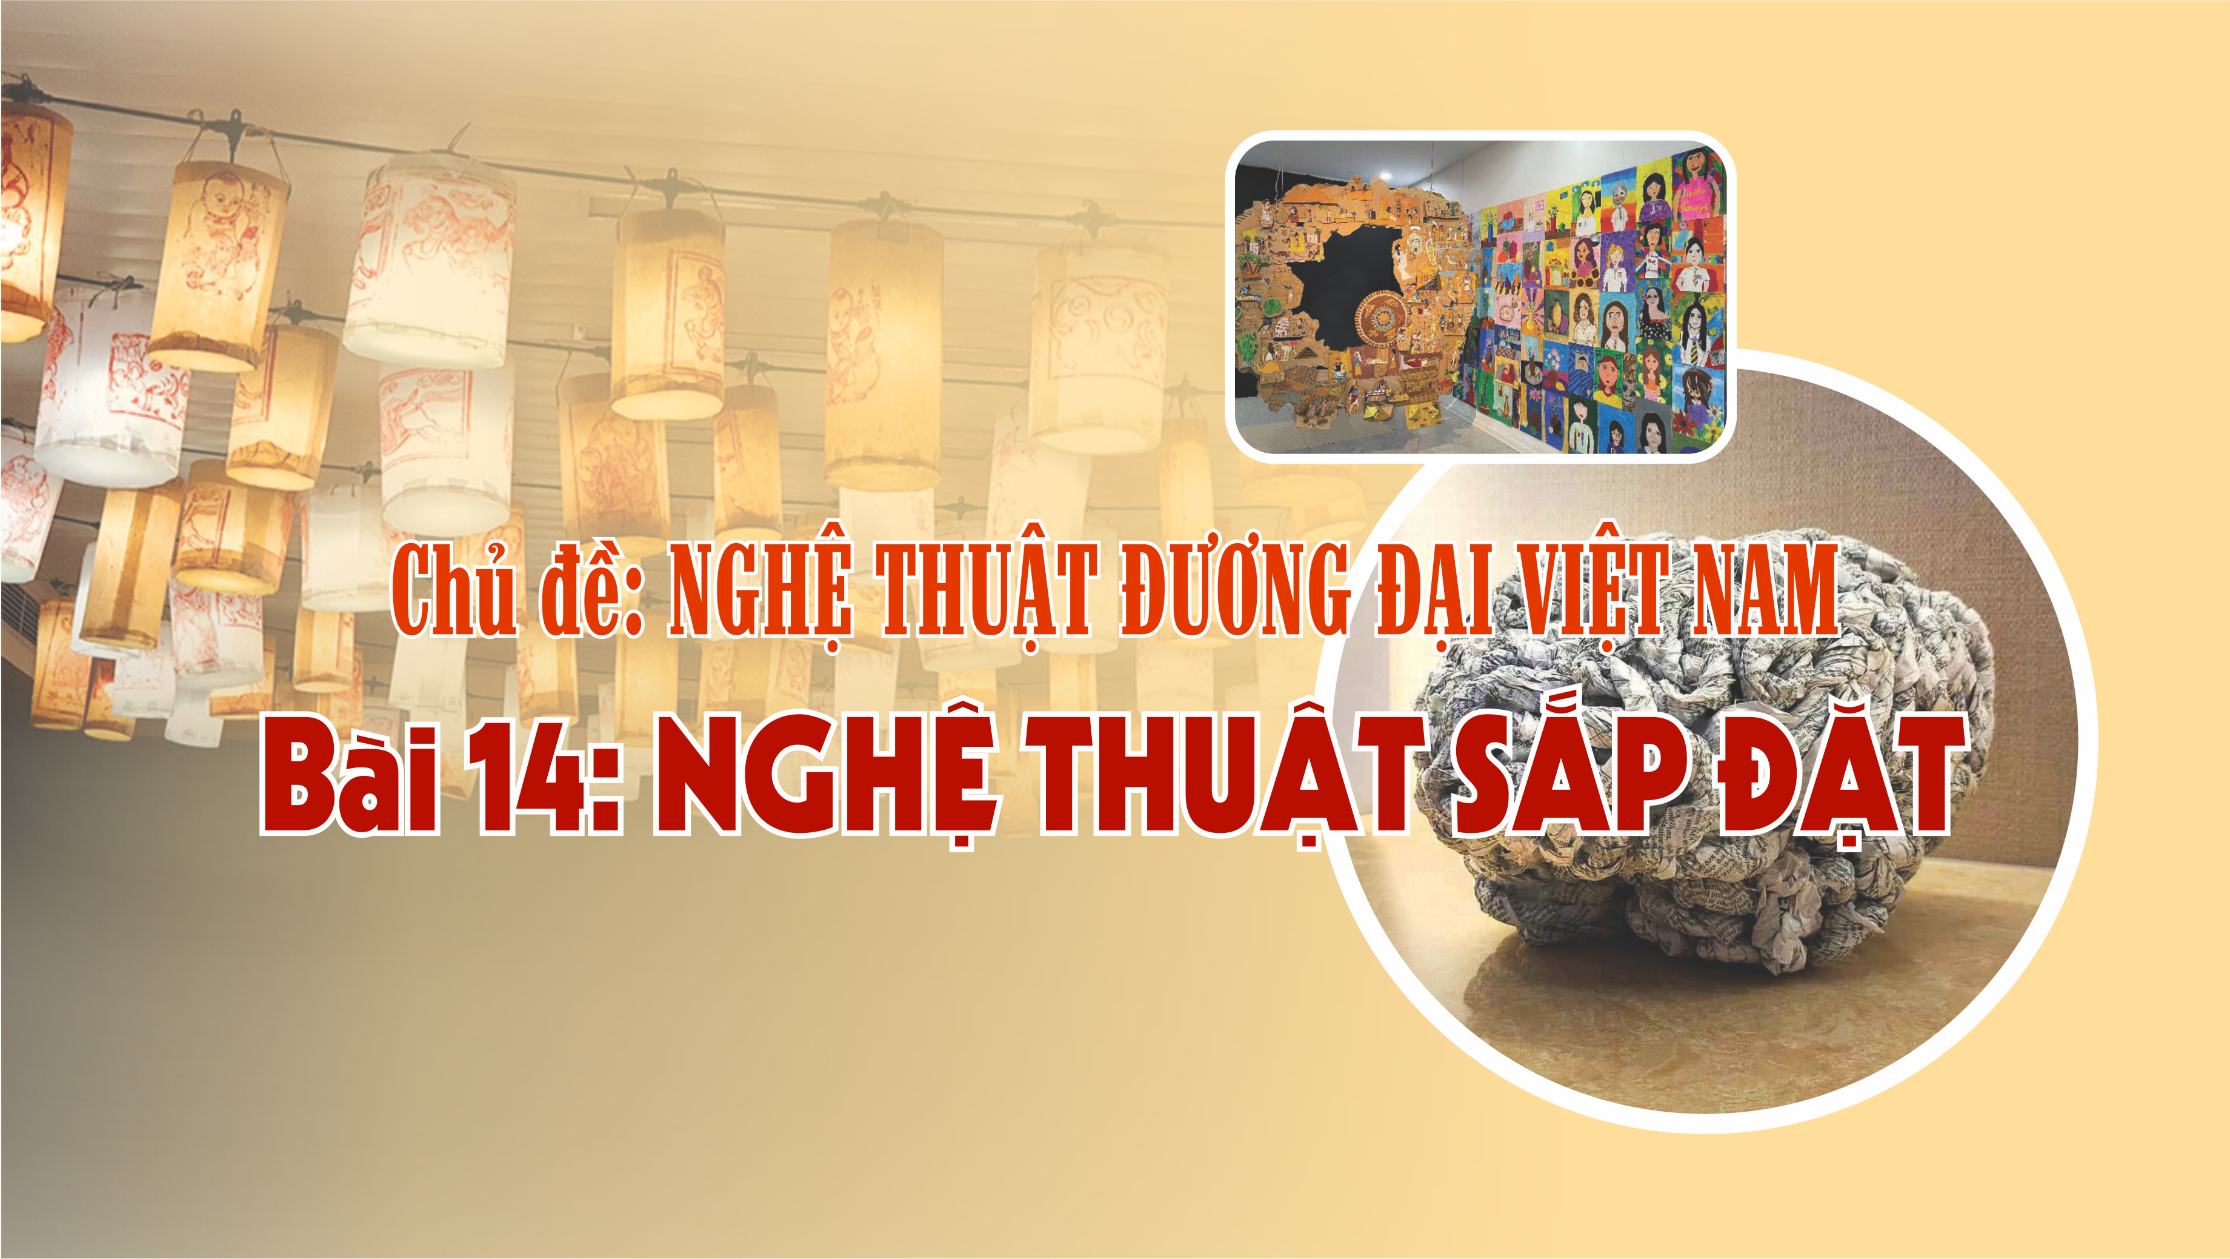 Chủ đề: NGHỆ THUẬT ĐƯƠNG ĐẠI VIỆT NAM
Bài 14: NGHỆ THUẬT SẮP ĐẶT